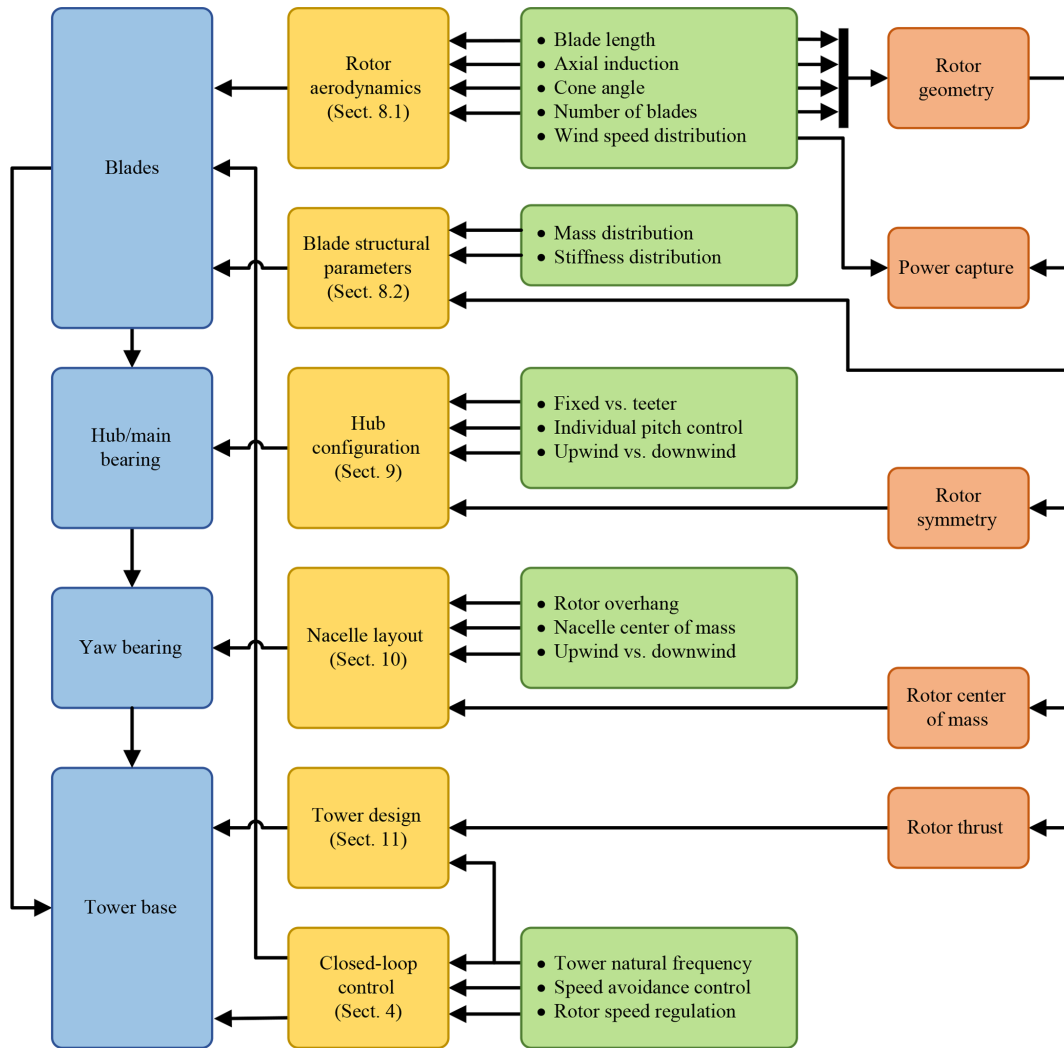 Blades
Rotor
aerodynamics
(Sect. 8.1)
• Blade length
• Axial induction
• Cone angle
• Number of blades
• Wind speed distribution
Rotor
geometry
Blade structural
parameters
(Sect. 8.2)
• Mass distribution
• Stiffness distribution
Power capture
Hub/main
bearing
Hub
configuration
(Sect. 9)
• Fixed vs. teeter
• Individual pitch control
• Upwind vs. downwind
Rotor
symmetry
Yaw bearing
Nacelle layout
(Sect. 10)
• Rotor overhang
• Nacelle center of mass
• Upwind vs. downwind
Rotor center
of mass
Tower base
Tower design
(Sect. 11)
Rotor thrust
Closed-loop
control
(Sect. 4)
• Tower natural frequency
• Speed avoidance control
• Rotor speed regulation